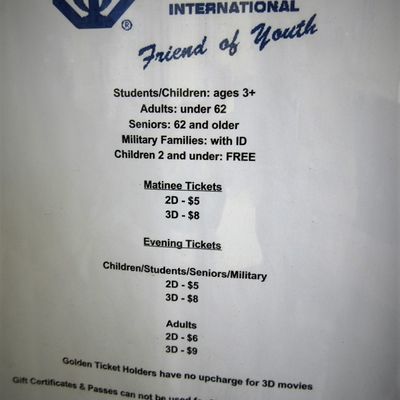 INTERNATIONAL
®
Friend of Youth
Students/Children: ages 3+
Adults: under 62
Seniors: 62 and older
Military Families: with ID
Children 2 and under: FREE
Matinee Tickets
2D - $5
3D - $8
Evening Tickets
Children/Students/Seniors/Military
2D - $5
3D - $8
Adults
2D - $6
3D - $9
Golden Ticket Holders have no upcharge for 3D movies
Gift Certificates & Passes can not be used